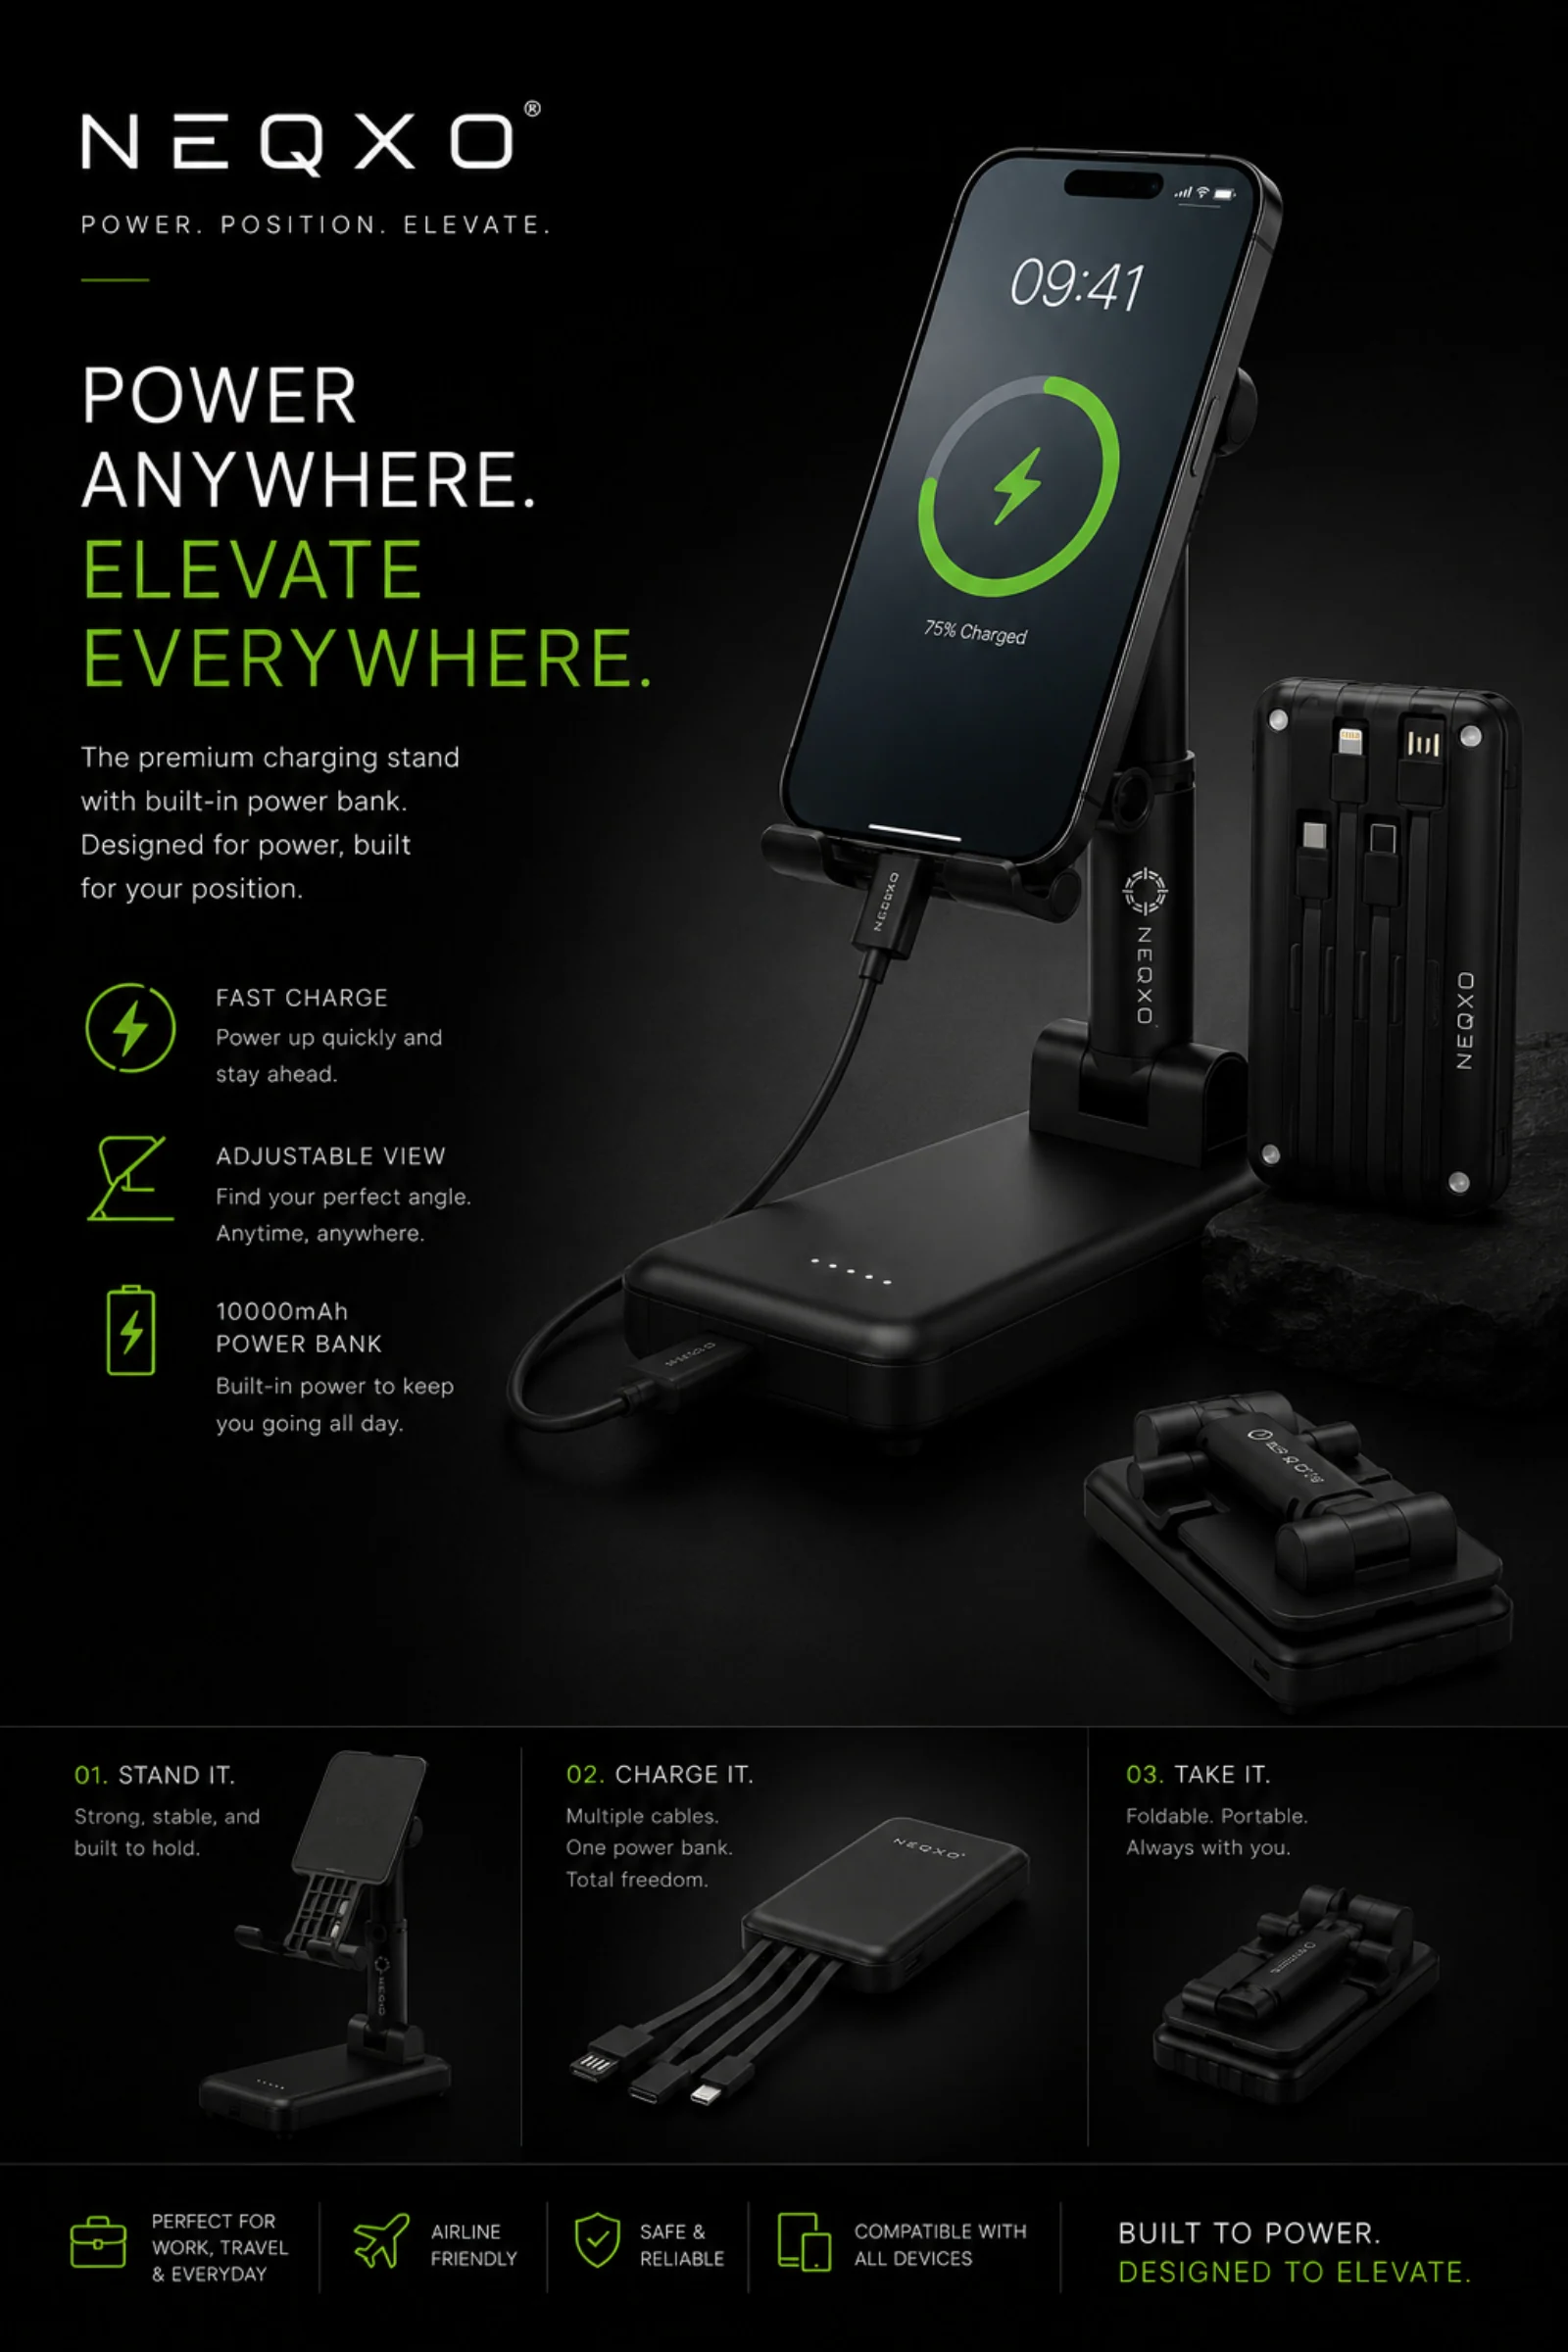 NEQXO®
POWER. POSITION. ELEVATE.
POWER
ANYWHERE.
ELEVATE
EVERYWHERE.
The premium charging stand
with built-in power bank.
Designed for power, built
for your position.
FAST CHARGE
Power up quickly and
stay ahead.
ADJUSTABLE VIEW
Find your perfect angle.
Anytime, anywhere.
10000mAh
POWER BANK
Built-in power to keep
you going all day.
09:41
75% Charged
NEQXO
NEQXO
01. STAND IT.
Strong, stable, and
built to hold.
02. CHARGE IT.
Multiple cables.
One power bank.
Total freedom.
NEQXO
03. TAKE IT.
Foldable. Portable.
Always with you.
PERFECT FOR
WORK, TRAVEL
& EVERYDAY
AIRLINE
FRIENDLY
SAFE &
RELIABLE
COMPATIBLE WITH
ALL DEVICES
BUILT TO POWER.
DESIGNED TO ELEVATE.